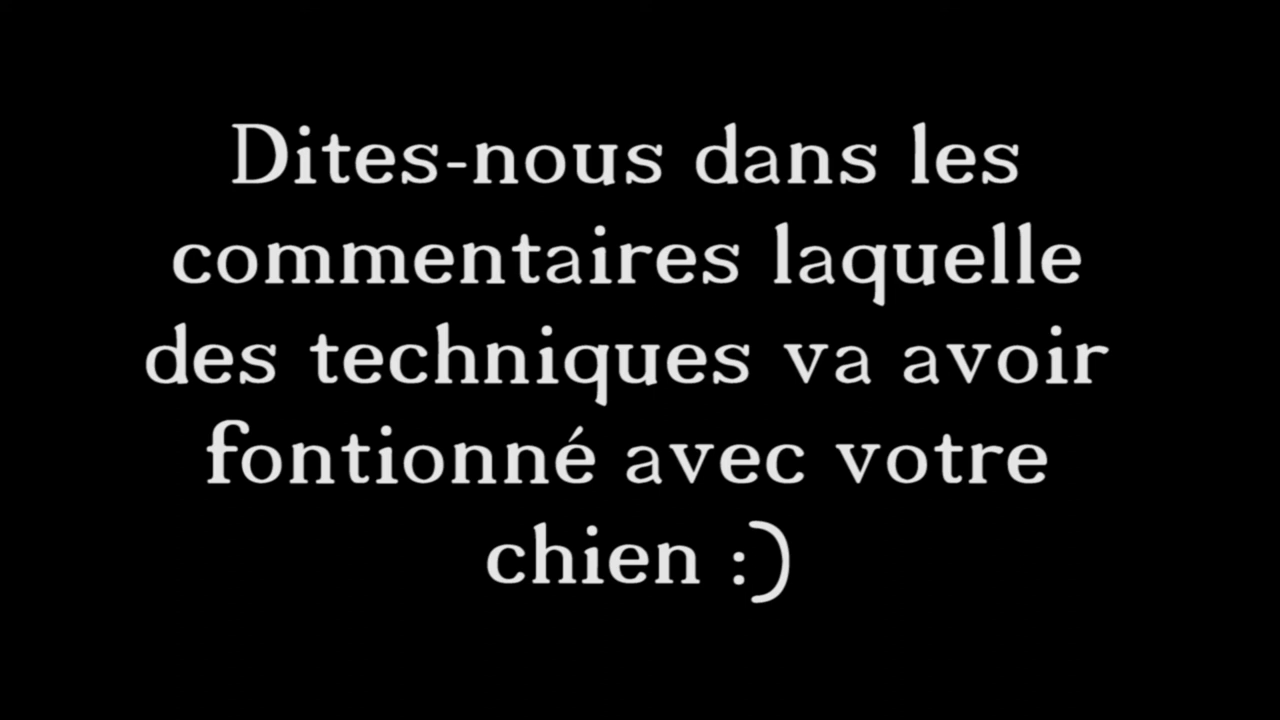 Dites-nous dans les
commentaires laquelle
des techniques va avoir
fontionné avec votre
chien :)